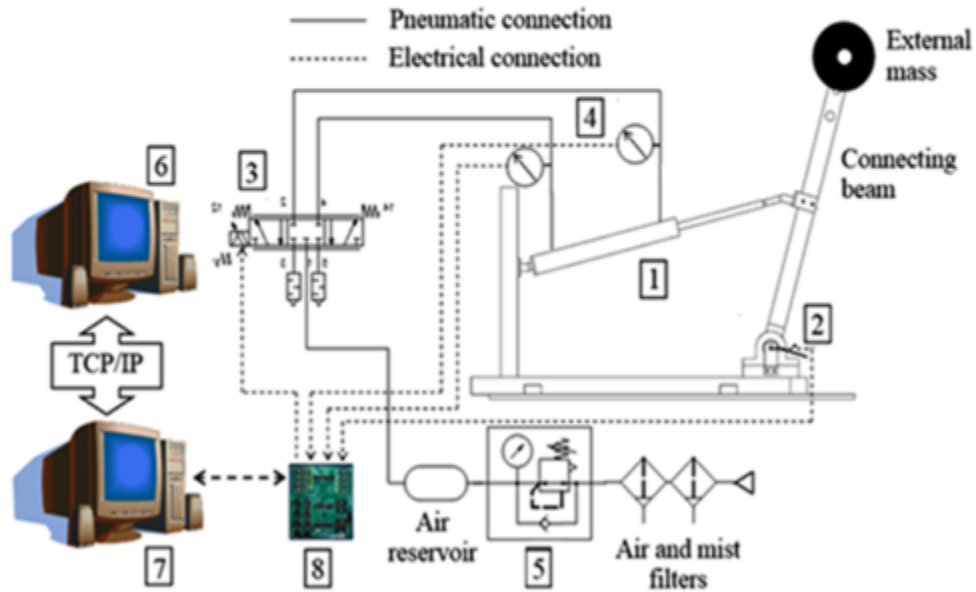 Pneumatic connection
Electrical connection
External
mass
4
6
3
Connecting
beam
1
2
TCP/IP
Air
reservoir
7
8
5
Air and mist
filters